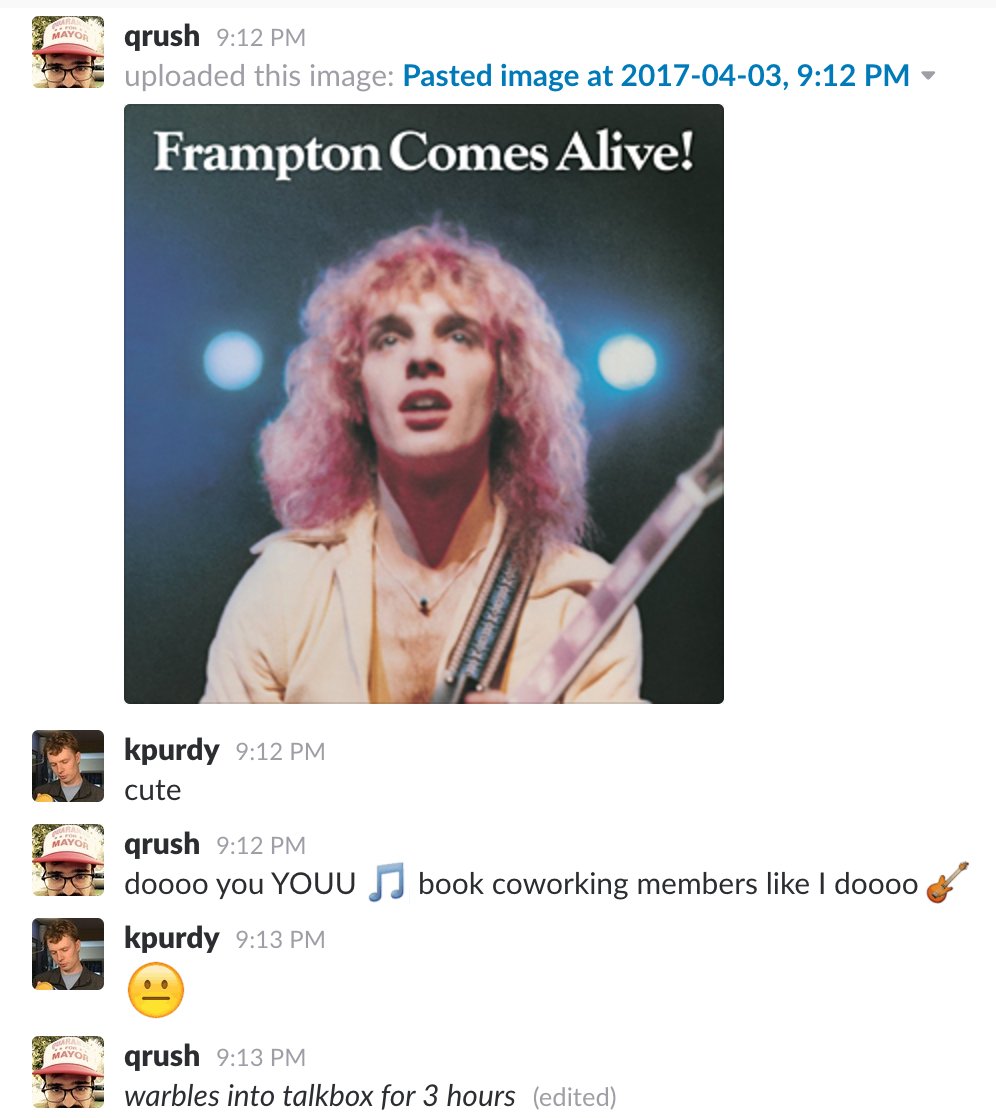 qrush 9:12 PM
uploaded this image: Pasted image at 2017-04-03, 9:12 PM
Frampton Comes Alive!
kpurdy 9:12 PM
cute
MAYOR
qrush 9:12 PM
doooo you YOUU 🎵 book coworking members like I doooo 🎸
kpurdy 9:13 PM
😐
MAYOR
qrush 9:13 PM
warbles into talkbox for 3 hours (edited)